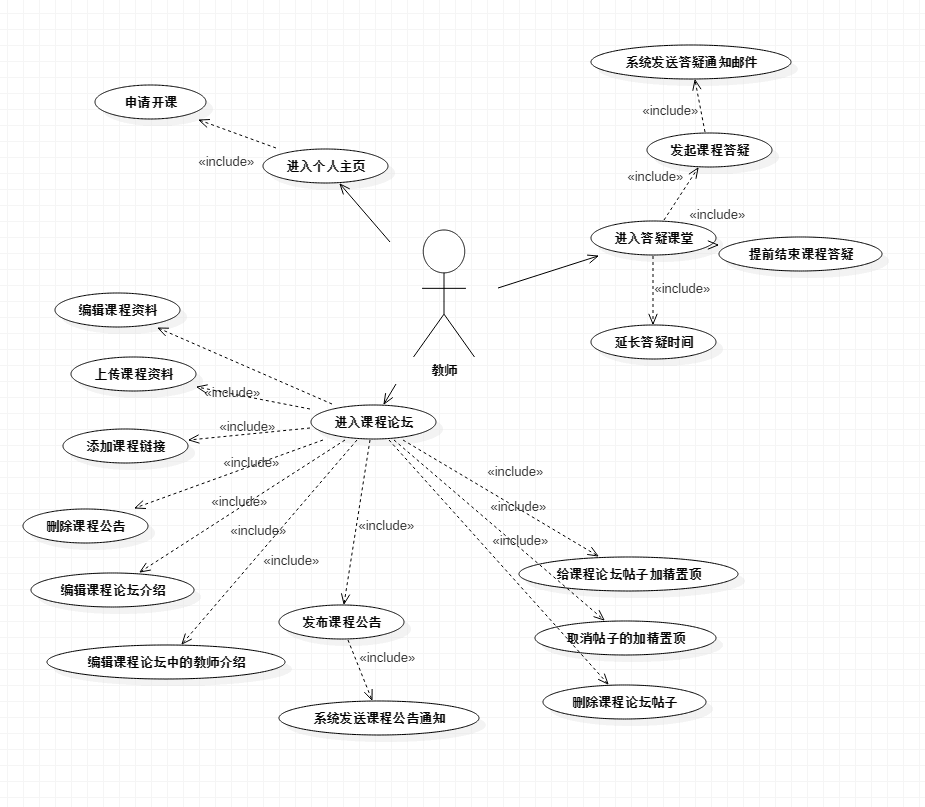 系统发送答疑通知邮件
申请开课
«include»
发起课程答疑
«include»
进入个人主页
«include»
«include»
进入答疑课堂
提前结束课程答疑
«include»
编辑课程资料
延长答疑时间
教师
上传课程资料
«include»
进入课程论坛
«include»
添加课程链接
«include»
«include»
«include»
«include»
删除课程公告
«include»
«include»
«include»
«include»
给课程论坛帖子加精置顶
编辑课程论坛介绍
发布课程公告
取消帖子的加精置顶
«include»
编辑课程论坛中的教师介绍
删除课程论坛帖子
系统发送课程公告通知